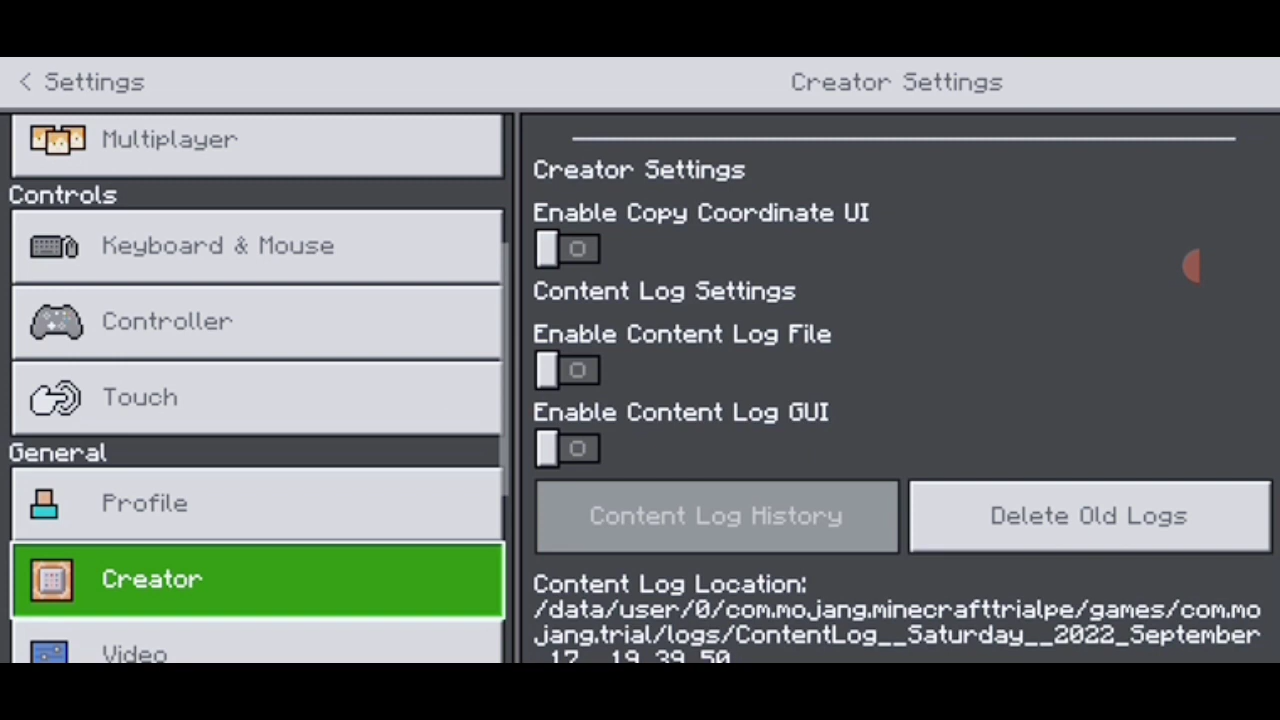 < Settings
Creator Settings
Multiplayer
Controls
Keyboard & Mouse
Controller
Touch
General
Profile
Creator
Video
Creator Settings
Enable Copy Coordinate UI
Content Log Settings
Enable Content Log File
Enable Content Log GUI
Content Log History
Delete Old Logs
Content Log Location:
/data/user/0/com.mojang.minecrafttrialpe/games/com.mo
jang.trial/logs/ContentLog__Saturday__2022_September
_17__19_39_50